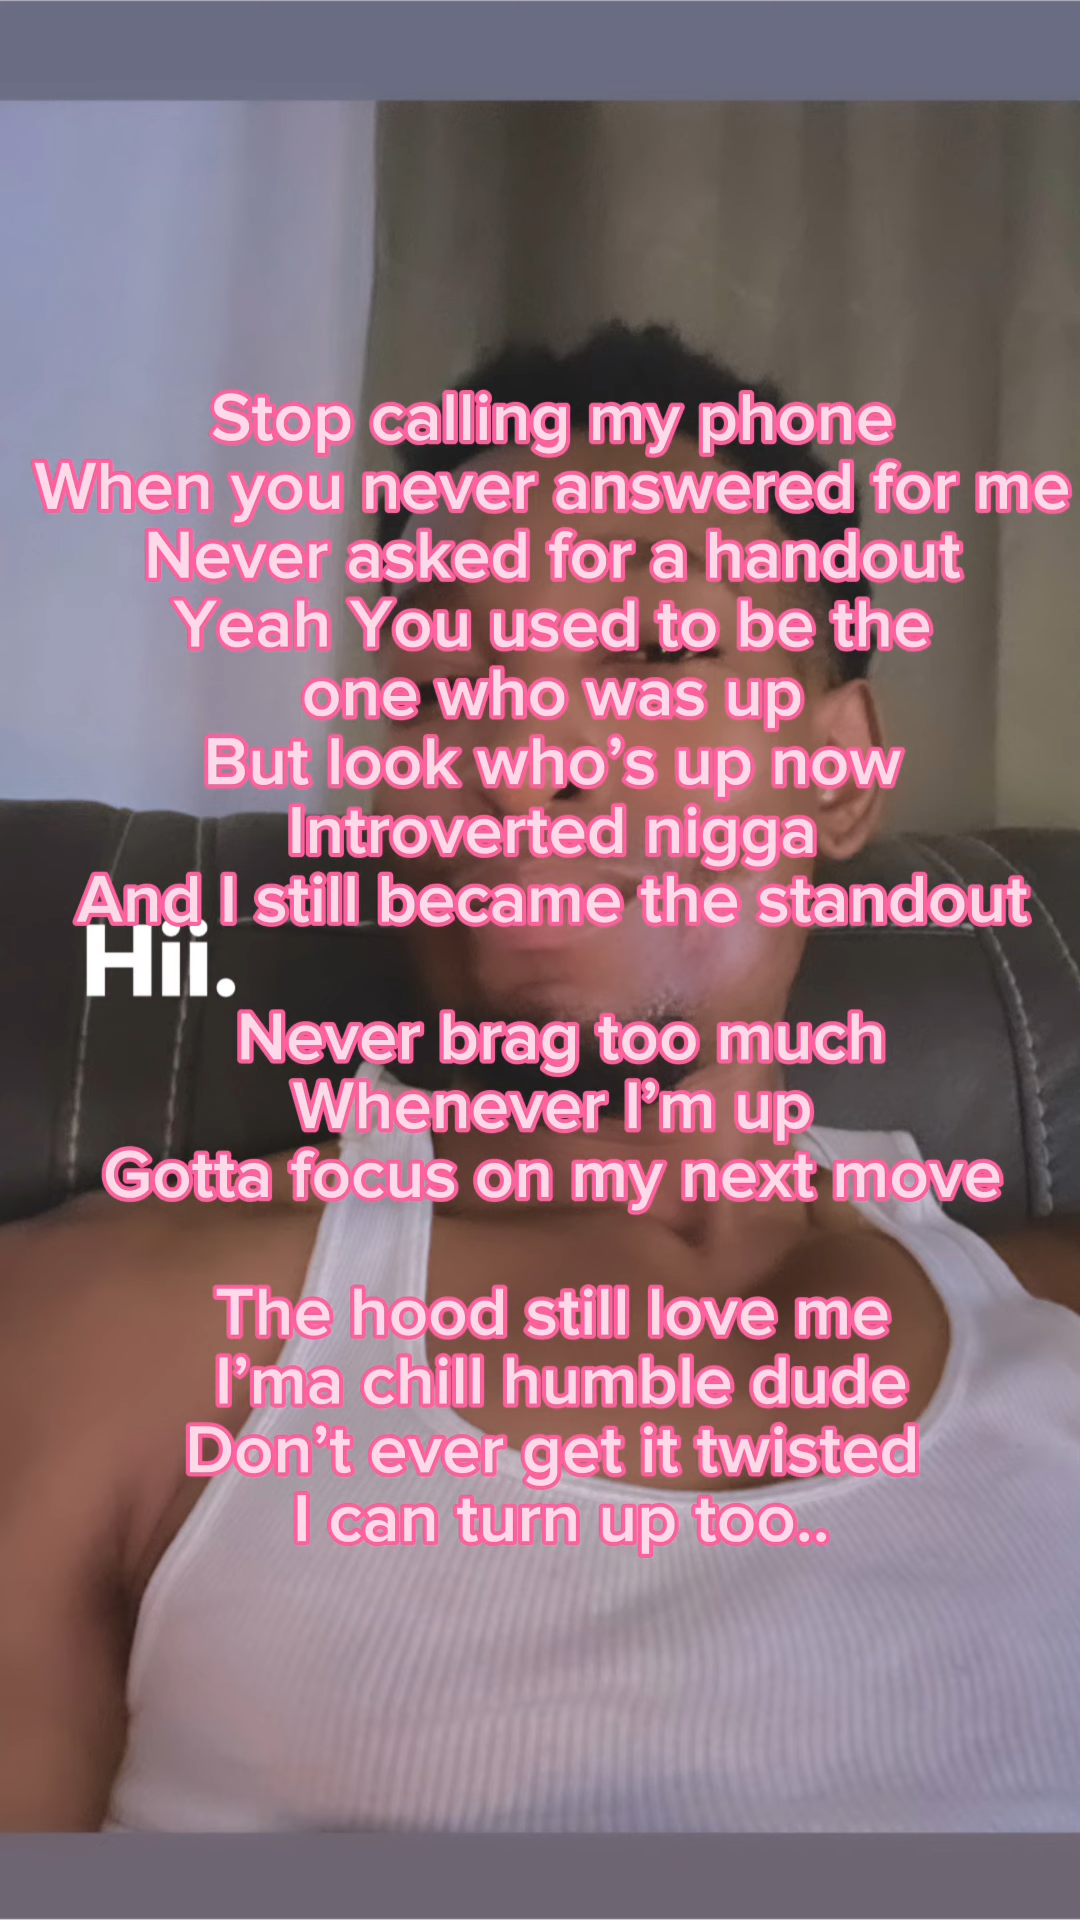 Stop calling my phone
When you never answered for me
Never asked for a handout
Yeah You used to be the
one who was up
But look who's up now
Introverted nigga
And I still became the standout
Hii.
Never brag too much
Whenever I'm up
Gotta focus on my next move
The hood still love me
I'ma chill humble dude
Don't ever get it twisted
I can turn up too..